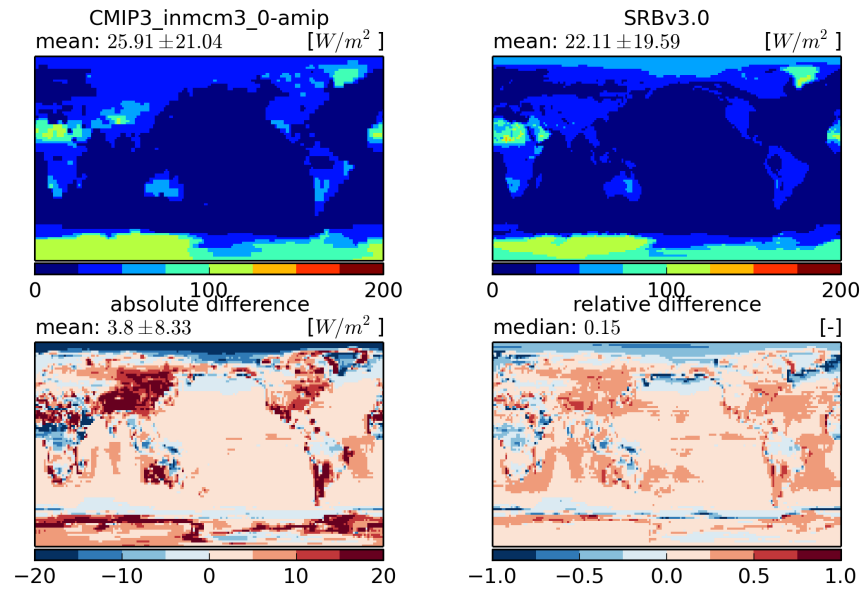 CMIP3_inmcm3_0-amip
mean: 25.91±21.04 [W/m²]
SRBv3.0
mean: 22.11±19.59 [W/m²]
0 100 200
0 100 200
absolute difference
mean: 3.8±8.33 [W/m²]
relative difference
median: 0.15 [-]
−20 −10 0 10 20
−1.0 −0.5 0.0 0.5 1.0